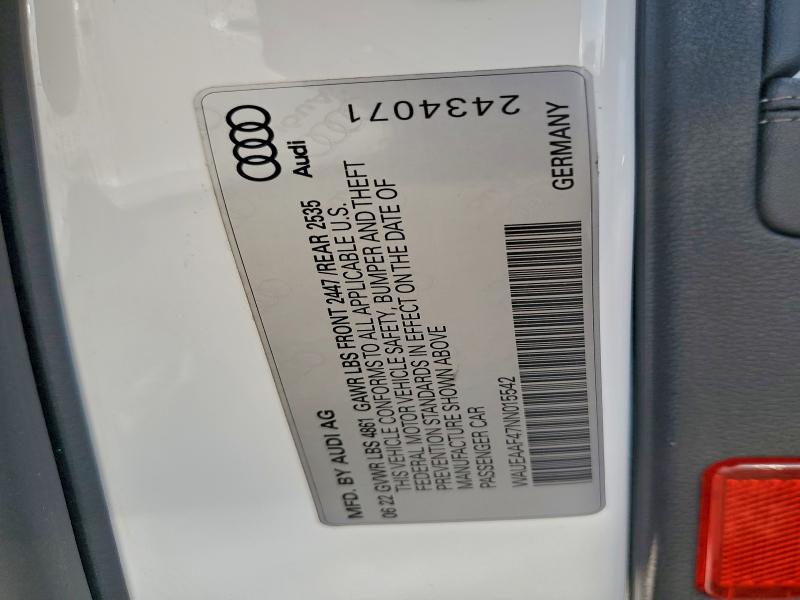 MFD. BY AUDI AG
06 22 GVWR LBS 4861 GAWR LBS FRONT 2447 /REAR 2535
THIS VEHICLE CONFORMS TO ALL APPLICABLE U.S.
FEDERAL MOTOR VEHICLE SAFETY, BUMPER AND THEFT
PREVENTION STANDARDS IN EFFECT ON THE DATE OF
MANUFACTURE SHOWN ABOVE
PASSENGER CAR
WAUEAAF47NN015542
Audi
2434071
GERMANY